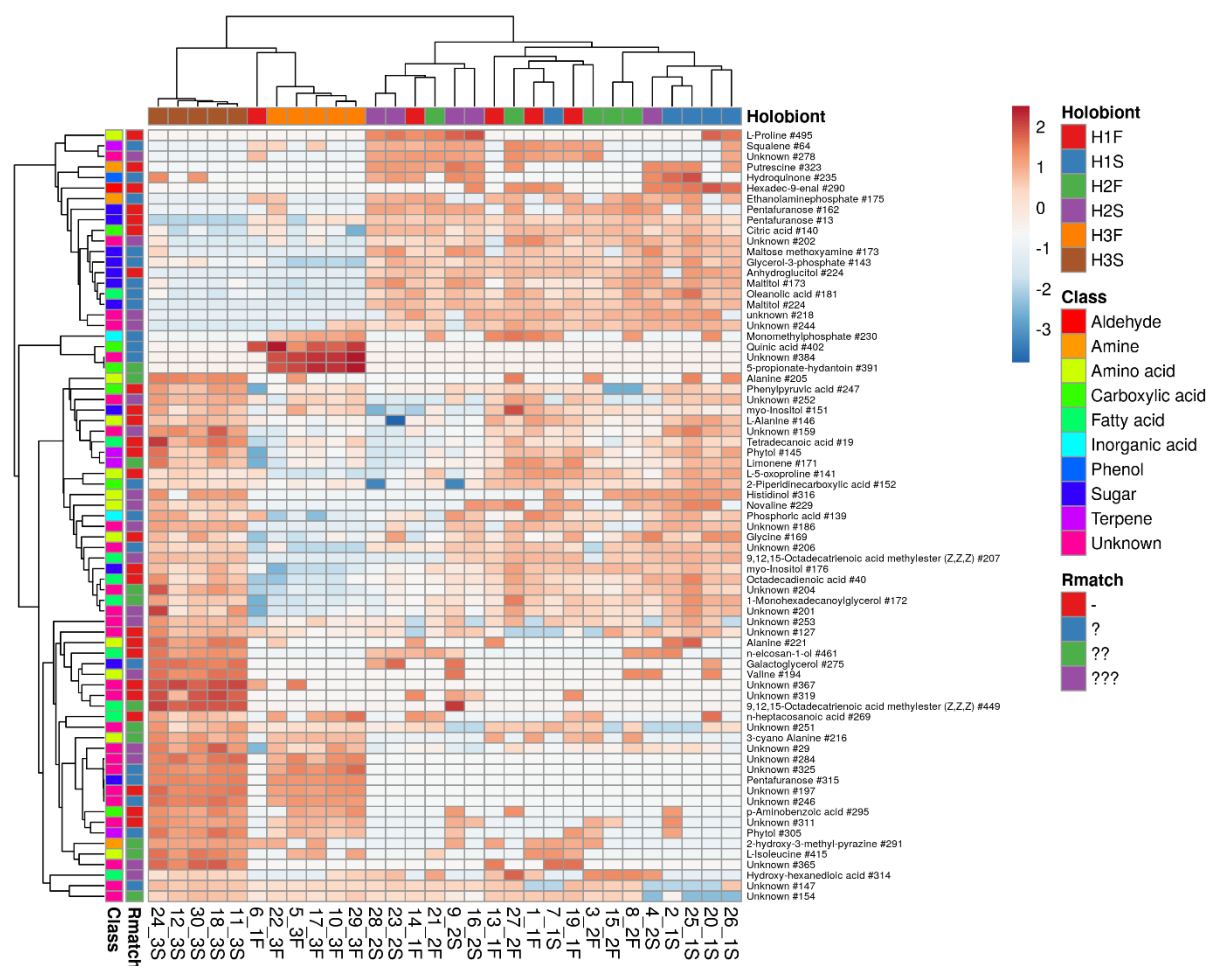 Holobiont
L-Proline #495
Squalene #64
Unknown #278
Putrescine #323
Hydroquinone #235
Hexadec-9-enal #290
Ethanolaminephosphate #175
Pentafuranose #162
Pentafuranose #13
Citric acid #140
Unknown #202
Maltose methoxyamine #173
Glycerol-3-phosphate #143
Anhydroglucitol #224
Maltitol #173
Oleanolic acid #181
Maltitol #224
unknown #218
Unknown #244
Monomethylphosphate #230
Quinic acid #402
Unknown #384
5-propionate-hydantoin #391
Alanine #205
Phenylpyruvic acid #247
Unknown #252
myo-Inositol #151
L-Alanine #146
Unknown #159
Tetradecanoic acid #19
Phytol #145
Limonene #171
L-5-oxoproline #141
2-Piperidinecarboxylic acid #152
Histidinol #316
Novaline #229
Phosphoric acid #139
Unknown #186
Glycine #169
Unknown #206
9,12,15-Octadecatrienoic acid methylester (Z,Z,Z) #207
myo-Inositol #176
Octadecadienoic acid #40
Unknown #204
1-Monohexadecanoylglycerol #172
Unknown #201
Unknown #253
Unknown #127
Alanine #221
n-elcosan-1-ol #461
Galactoglycerol #275
Valine #194
Unknown #367
Unknown #319
9,12,15-Octadecatrienoic acid methylester (Z,Z,Z) #449
n-heptacosanoic acid #269
Unknown #251
3-cyano Alanine #216
Unknown #29
Unknown #284
Unknown #325
Pentafuranose #315
Unknown #197
Unknown #246
p-Aminobenzoic acid #295
Unknown #311
Phytol #305
2-hydroxy-3-methyl-pyrazine #291
L-Isoleucine #415
Unknown #365
Hydroxy-hexanedioic acid #314
Unknown #147
Unknown #154
Class
Rmatch
24_3S
12_3S
30_3S
18_3S
11_3S
6_1F
22_3F
5_3F
17_3F
10_3F
29_3F
28_2S
23_2S
14_1F
21_2F
9_2S
16_2S
13_1F
27_2F
1_1F
7_1S
19_1F
3_2F
15_2F
8_2F
4_2S
2_1S
25_1S
20_1S
26_1S
2
1
0
-1
-2
-3
Holobiont
H1F
H1S
H2F
H2S
H3F
H3S
Class
Aldehyde
Amine
Amino acid
Carboxylic acid
Fatty acid
Inorganic acid
Phenol
Sugar
Terpene
Unknown
Rmatch
-
?
??
???